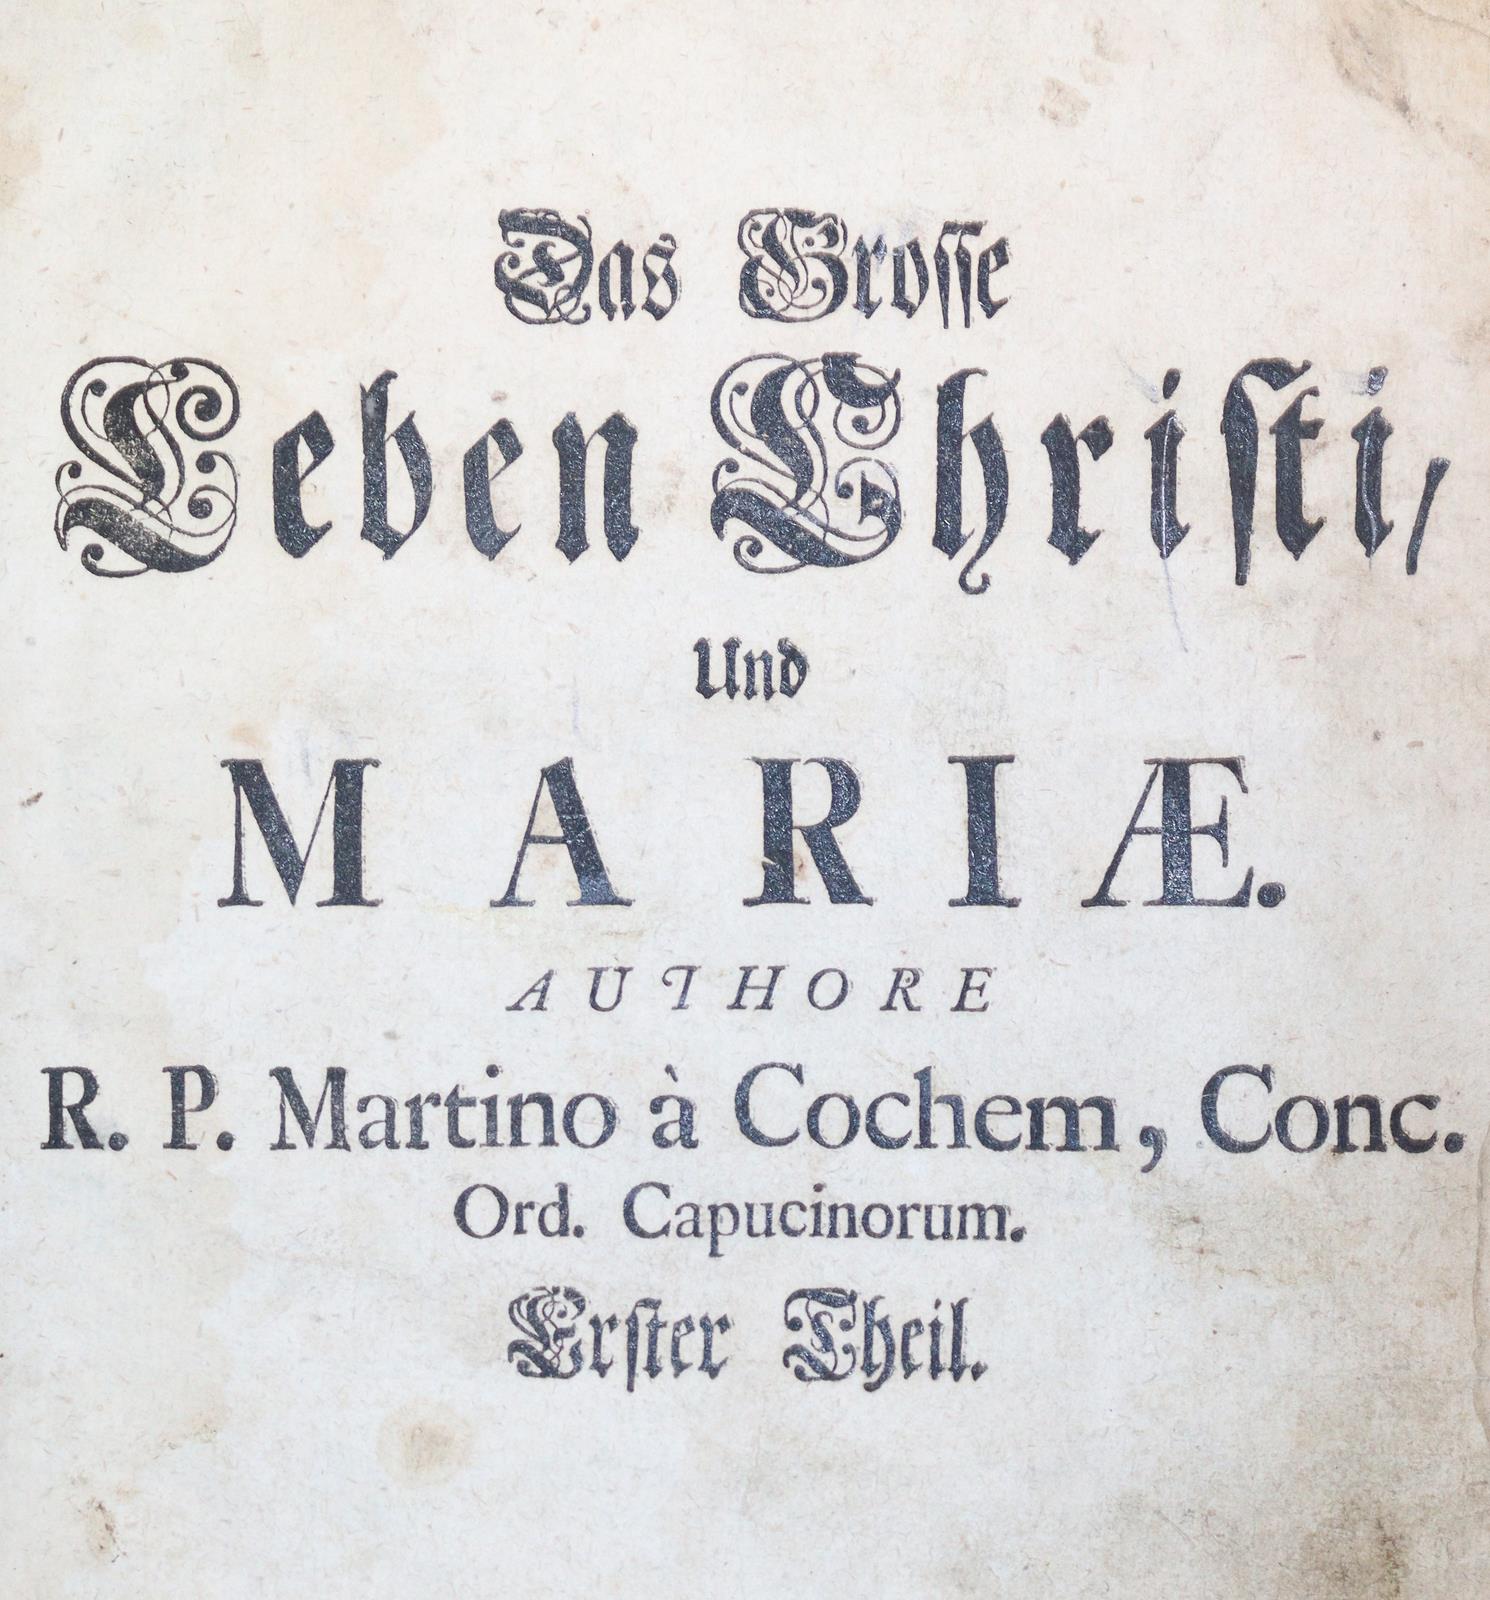 Das Grosse
Leben Christi/
Und
MARIÆ.
AUTHORE
R. P. Martino à Cochem, Conc.
Ord. Capucinorum.
Erster Theil.